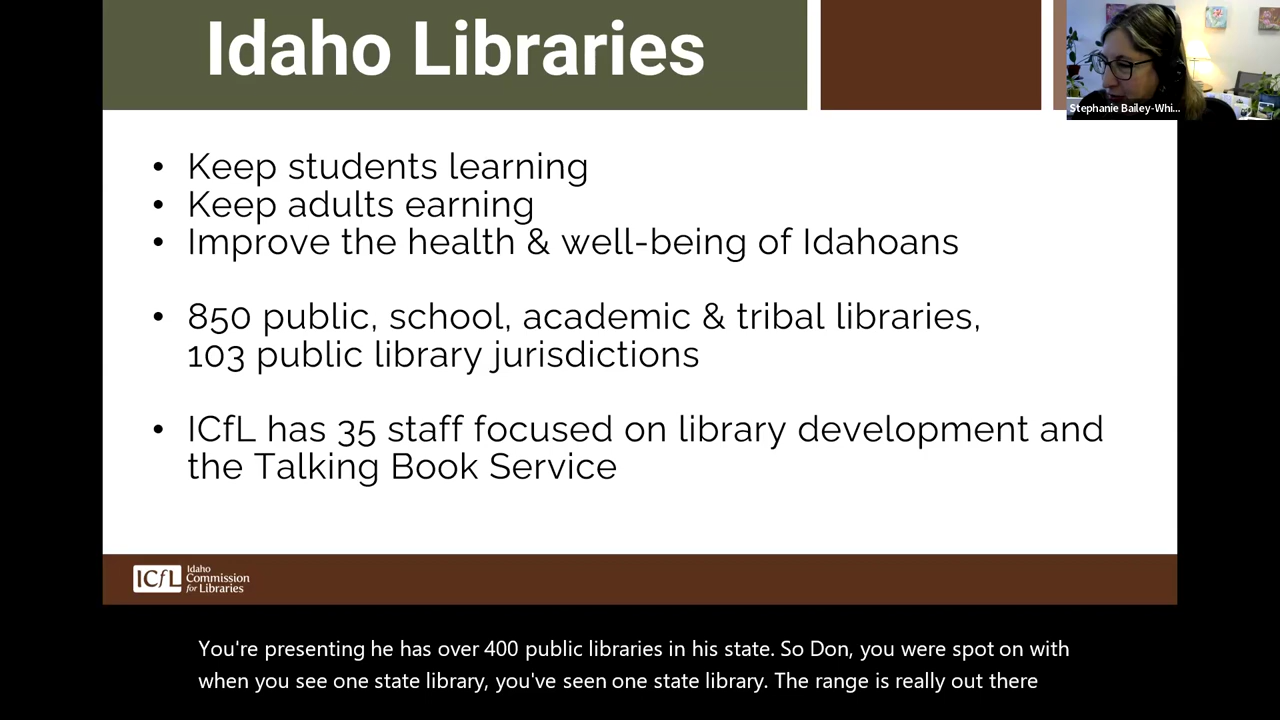 Idaho Libraries
Stephanie Bailey-Whi...
• Keep students learning
• Keep adults earning
• Improve the health & well-being of Idahoans
• 850 public, school, academic & tribal libraries,
103 public library jurisdictions
• ICfL has 35 staff focused on library development and
the Talking Book Service
ICfL
Idaho
Commission
for Libraries
You're presenting he has over 400 public libraries in his state. So Don, you were spot on with
when you see one state library, you've seen one state library. The range is really out there